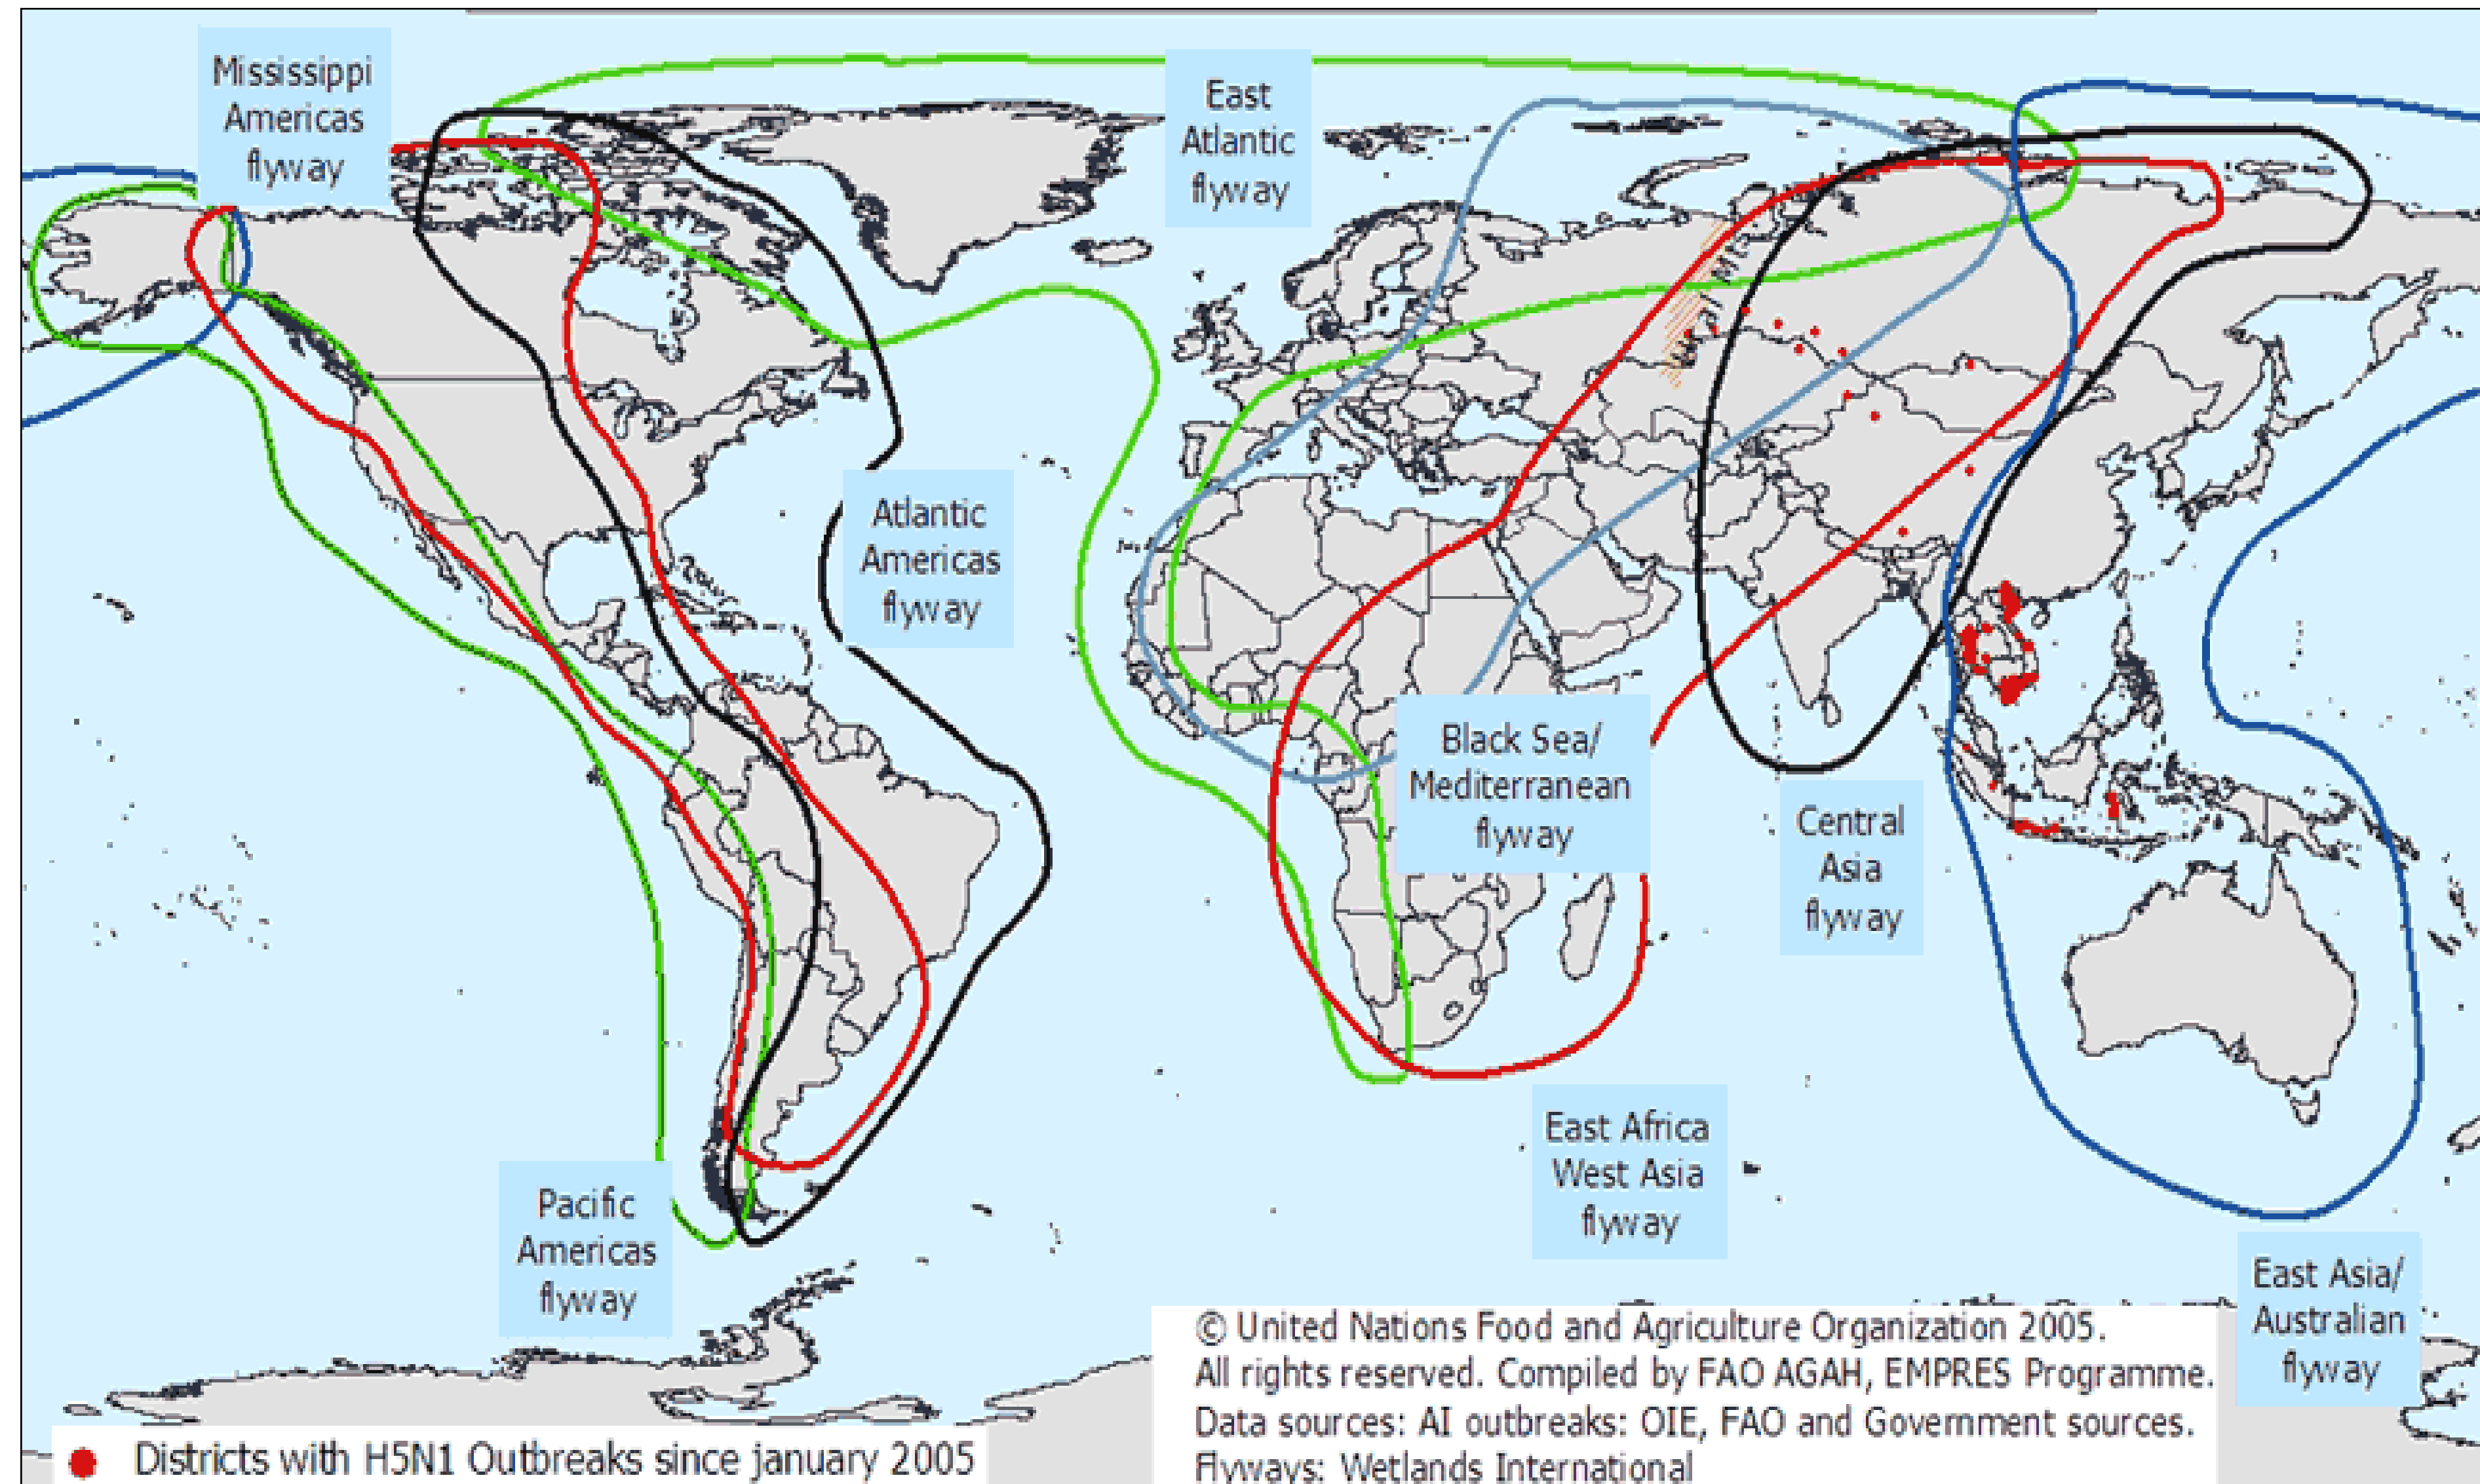 Mississippi
Americas
flyway
East
Atlantic
flyway
Atlantic
Americas
flyway
Black Sea/
Mediterranean
flyway
Central
Asia
flyway
Pacific
Americas
flyway
East Africa
West Asia
flyway
East Asia/
Australian
flyway
© United Nations Food and Agriculture Organization 2005.
All rights reserved. Compiled by FAO AGAH, EMPRES Programme.
Data sources: AI outbreaks: OIE, FAO and Government sources.
Flyways: Wetlands International
Districts with H5N1 Outbreaks since january 2005